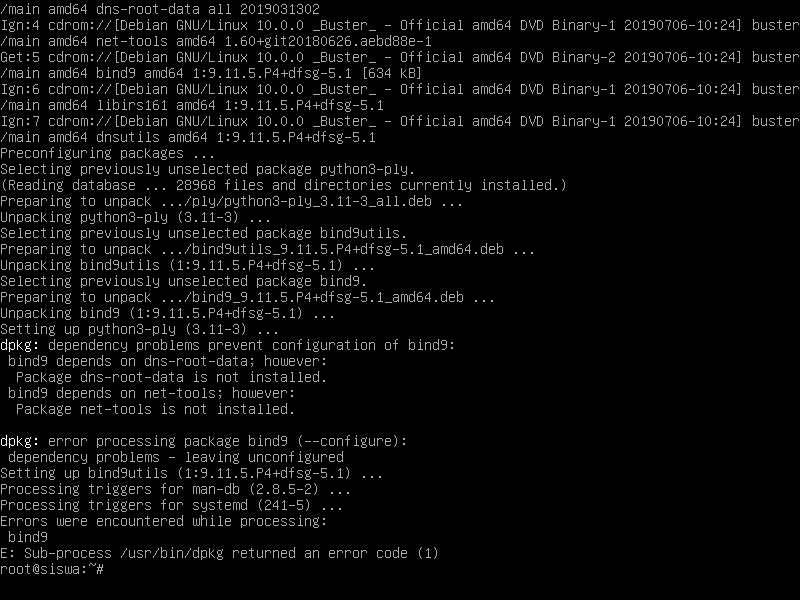 /main amd64 dns-root-data all 2019031302
Ign:4 cdrom://[Debian GNU/Linux 10.0.0 _Buster_ - Official amd64 DVD Binary-1 20190706-10:24] buster
/main amd64 net-tools amd64 1.60+git20180626.aebd88e-1
Get:5 cdrom://[Debian GNU/Linux 10.0.0 _Buster_ - Official amd64 DVD Binary-2 20190706-10:24] buster
/main amd64 bind9 amd64 1:9.11.5.P4+dfsg-5.1 [634 kB]
Ign:6 cdrom://[Debian GNU/Linux 10.0.0 _Buster_ - Official amd64 DVD Binary-1 20190706-10:24] buster
/main amd64 libirs161 amd64 1:9.11.5.P4+dfsg-5.1
Ign:7 cdrom://[Debian GNU/Linux 10.0.0 _Buster_ - Official amd64 DVD Binary-1 20190706-10:24] buster
/main amd64 dnsutils amd64 1:9.11.5.P4+dfsg-5.1
Preconfiguring packages ...
Selecting previously unselected package python3-ply.
(Reading database ... 28968 files and directories currently installed.)
Preparing to unpack .../ply/python3-ply_3.11-3_all.deb ...
Unpacking python3-ply (3.11-3) ...
Selecting previously unselected package bind9utils.
Preparing to unpack .../bind9utils_9.11.5.P4+dfsg-5.1_amd64.deb ...
Unpacking bind9utils (1:9.11.5.P4+dfsg-5.1) ...
Selecting previously unselected package bind9.
Preparing to unpack .../bind9_9.11.5.P4+dfsg-5.1_amd64.deb ...
Unpacking bind9 (1:9.11.5.P4+dfsg-5.1) ...
Setting up python3-ply (3.11-3) ...
dpkg: dependency problems prevent configuration of bind9:
 bind9 depends on dns-root-data; however:
  Package dns-root-data is not installed.
 bind9 depends on net-tools; however:
  Package net-tools is not installed.

dpkg: error processing package bind9 (--configure):
 dependency problems - leaving unconfigured
Setting up bind9utils (1:9.11.5.P4+dfsg-5.1) ...
Processing triggers for man-db (2.8.5-2) ...
Processing triggers for systemd (241-5) ...
Errors were encountered while processing:
 bind9
E: Sub-process /usr/bin/dpkg returned an error code (1)
root@siswa:~#